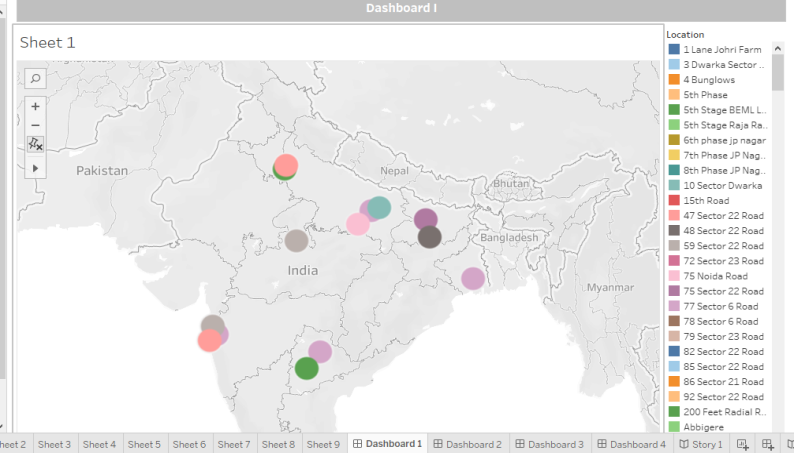 Dashboard I
Sheet 1
Location
1 Lane Johri Farm
3 Dwarka Sector ..
4 Bunglows
5th Phase
5th Stage BEML L..
5th Stage Raja Ra..
6th phase jp nagar
7th Phase JP Nag..
8th Phase JP Nag..
10 Sector Dwarka
15th Road
47 Sector 22 Road
48 Sector 22 Road
59 Sector 22 Road
72 Sector 23 Road
75 Noida Road
75 Sector 22 Road
77 Sector 6 Road
78 Sector 6 Road
79 Sector 23 Road
82 Sector 22 Road
85 Sector 22 Road
86 Sector 21 Road
92 Sector 22 Road
200 Feet Radial R..
Abbigere
Pakistan
Nepal
Bhutan
Bangladesh
India
Myanmar
heet 2
Sheet 3
Sheet 4
Sheet 5
Sheet 6
Sheet 7
Sheet 8
Sheet 9
Dashboard 1
Dashboard 2
Dashboard 3
Dashboard 4
Story 1